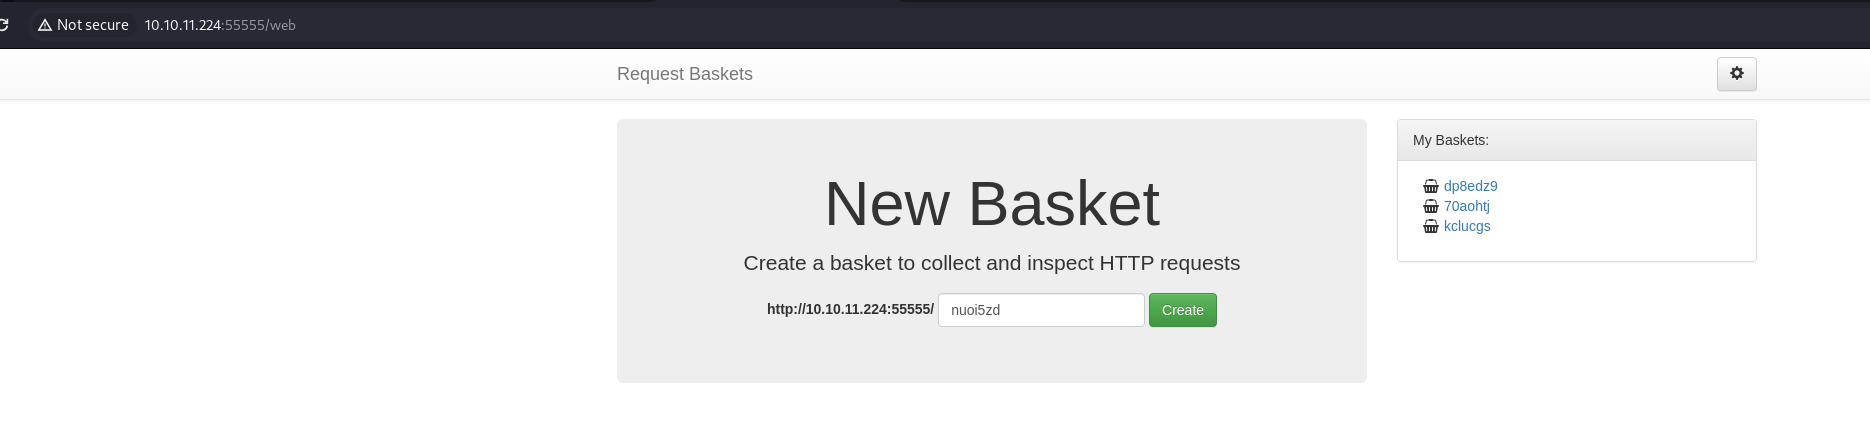 Not secure 10.10.11.224:55555/web
Request Baskets
New Basket
Create a basket to collect and inspect HTTP requests
http://10.10.11.224:55555/ nuoi5zd Create
My Baskets:
dp8edz9
70aohtj
kclucgs